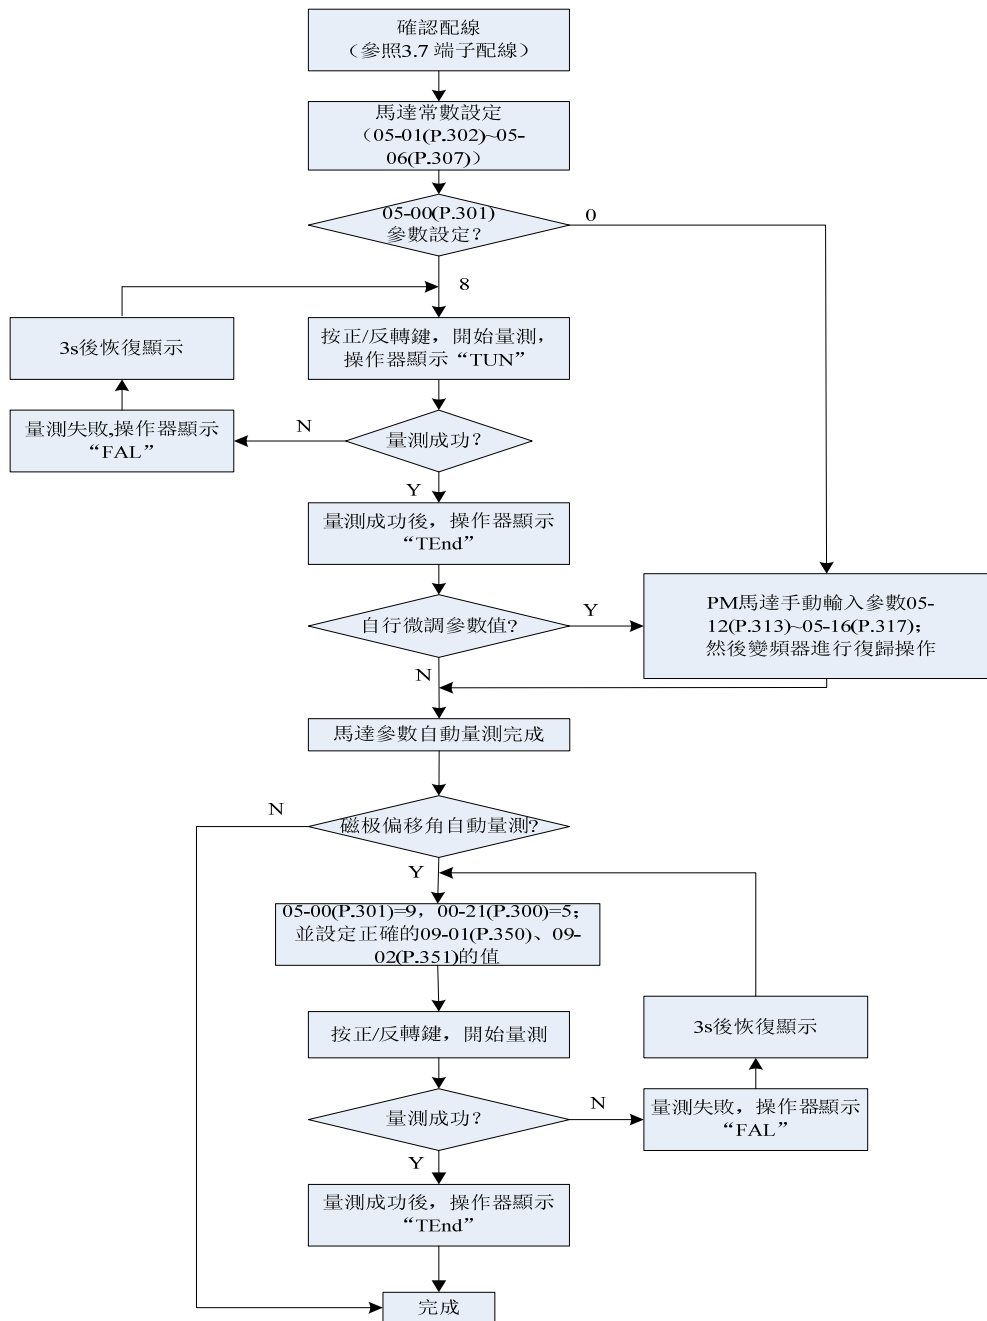 確認配線
（參照3.7 端子配線）
馬達常數設定
（05-01(P.302)~05-
06(P.307)）
05-00(P.301)
參數設定？
0
8
按正/反轉鍵，開始量測，
操作器顯示“TUN”
3s後恢復顯示
量測失敗,操作器顯示
“FAL”
N
量測成功？
Y
量測成功後，操作器顯示
“TEnd”
自行微調參數值?
Y
PM馬達手動輸入參數05-
12(P.313)~05-16(P.317)；
然後變頻器進行復歸操作
N
馬達參數自動量測完成
N
磁极偏移角自動量測?
Y
05-00(P.301)=9，00-21(P.300)=5；
並設定正確的09-01(P.350)、09-
02(P.351)的值
按正/反轉鍵，開始量測
3s後恢復顯示
量測成功？
N
量測失敗，操作器顯示
“FAL”
Y
量測成功後，操作器顯示
“TEnd”
完成